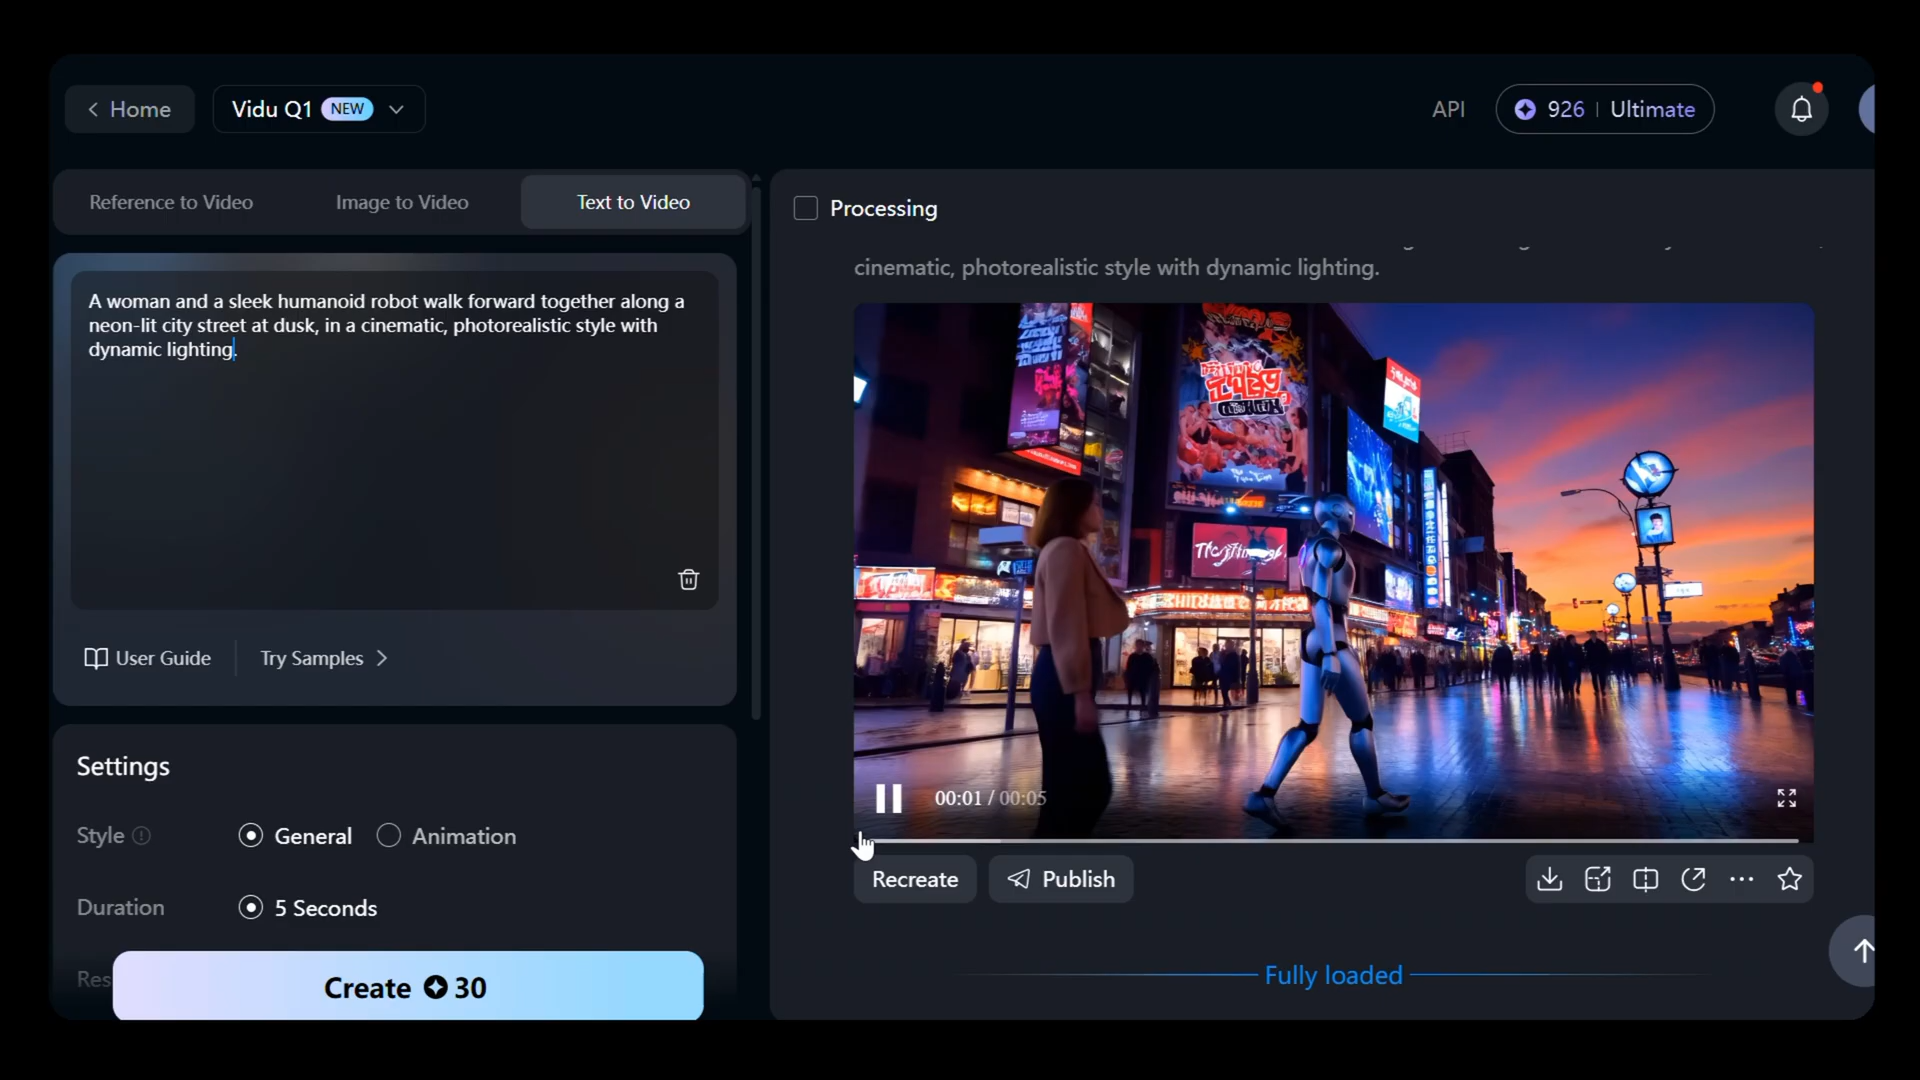 Home
Vidu Q1 NEW
API
926 | Ultimate
Reference to Video
Image to Video
Text to Video
A woman and a sleek humanoid robot walk forward together along a
neon-lit city street at dusk, in a cinematic, photorealistic style with
dynamic lighting.
User Guide
Try Samples
Settings
Style
General
Animation
Duration
5 Seconds
Res
Create 30
Processing
cinematic, photorealistic style with dynamic lighting.
00:01 / 00:05
Recreate
Publish
Fully loaded